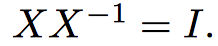 XX⁻¹ = I.